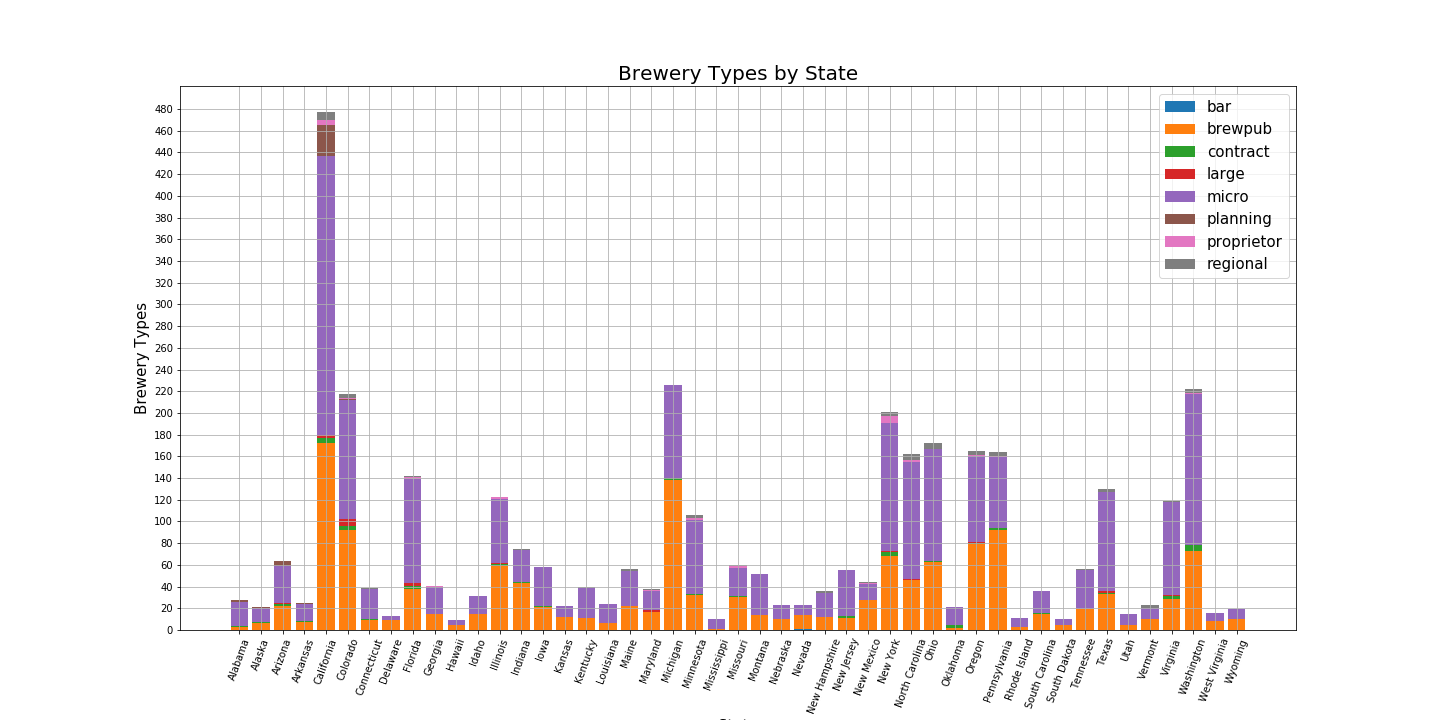 Brewery Types by State
Brewery Types
480
460
440
420
400
380
360
340
320
300
280
260
240
220
200
180
160
140
120
100
80
60
40
20
0
bar
brewpub
contract
large
micro
planning
proprietor
regional
Alabama
Alaska
Arizona
Arkansas
California
Colorado
Connecticut
Delaware
Florida
Georgia
Hawaii
Idaho
Illinois
Indiana
Iowa
Kansas
Kentucky
Louisiana
Maine
Maryland
Michigan
Minnesota
Mississippi
Missouri
Montana
Nebraska
Nevada
New Hampshire
New Jersey
New Mexico
New York
North Carolina
Ohio
Oklahoma
Oregon
Pennsylvania
Rhode Island
South Carolina
South Dakota
Tennessee
Texas
Utah
Vermont
Virginia
Washington
West Virginia
Wyoming